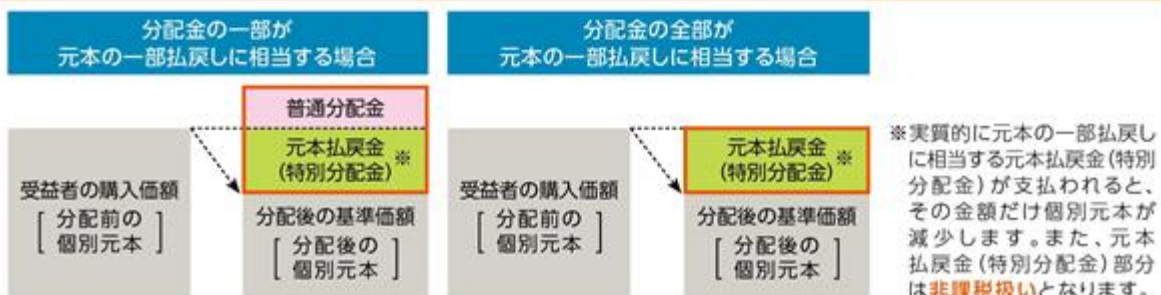 分配金の一部が
元本の一部払戻しに相当する場合
普通分配金
元本払戻金
(特別分配金) ※
受益者の購入価額
[ 分配前の
個別元本 ]
分配後の基準価額
[ 分配後の
個別元本 ]
分配金の全部が
元本の一部払戻しに相当する場合
元本払戻金
(特別分配金) ※
受益者の購入価額
[ 分配前の
個別元本 ]
分配後の基準価額
[ 分配後の
個別元本 ]
※実質的に元本の一部払戻し
に相当する元本払戻金(特別
分配金)が支払われると、
その金額だけ個別元本が
減少します。また、元本
払戻金(特別分配金)部分
は非課税扱いとなります。